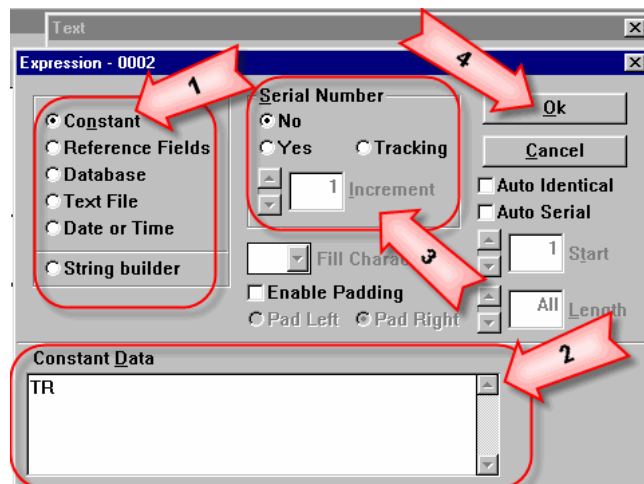 Text
Expression - 0002
1
4
Constant
Reference Fields
Database
Text File
Date or Time
String builder
Serial Number
No
Yes
Tracking
1 Increment
3
Fill
Enable Padding
Pad Left
Pad Right
Ok
Cancel
Auto Identical
Auto Serial
1 Start
All Length
2
Constant Data
TR